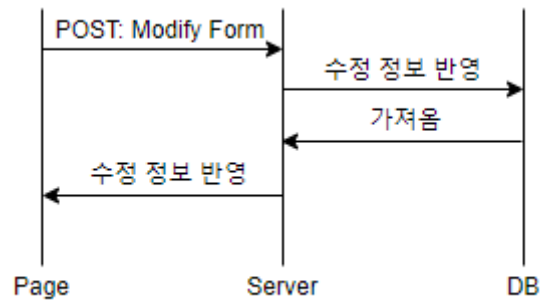 POST: Modify Form
수정 정보 반영
가져옴
수정 정보 반영
Page
Server
DB